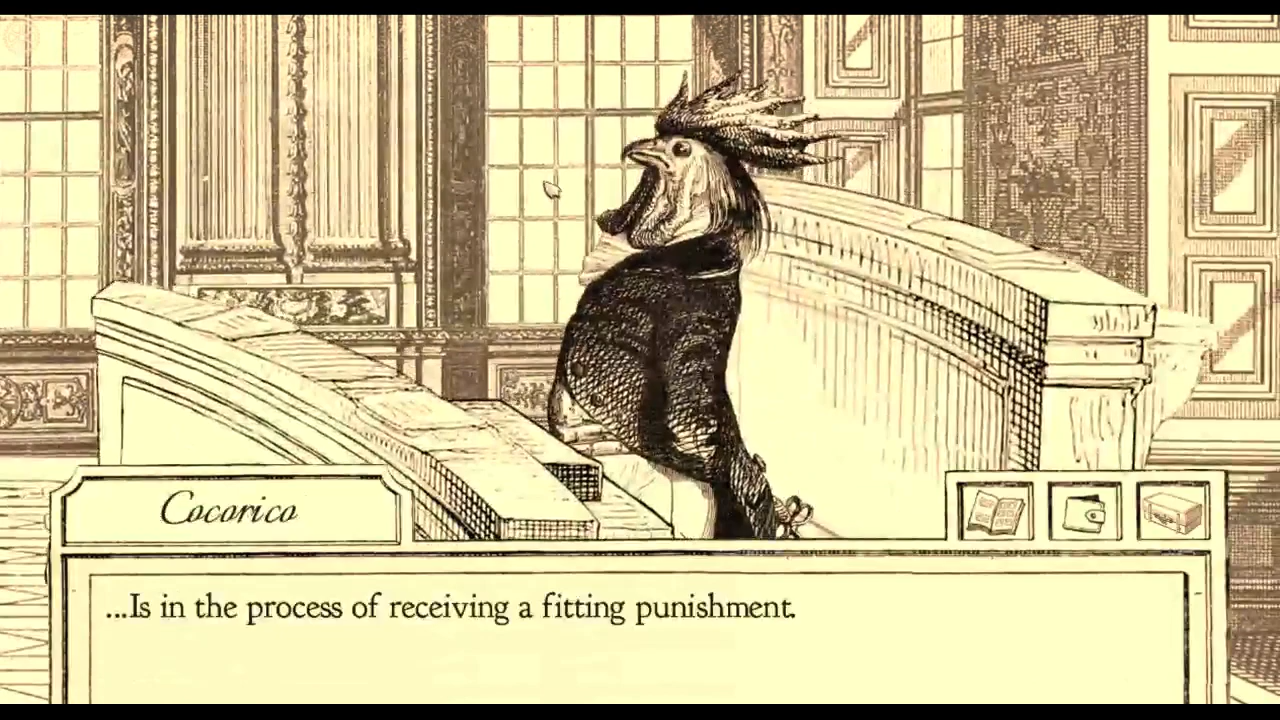 Cocorico
...Is in the process of receiving a fitting punishment.